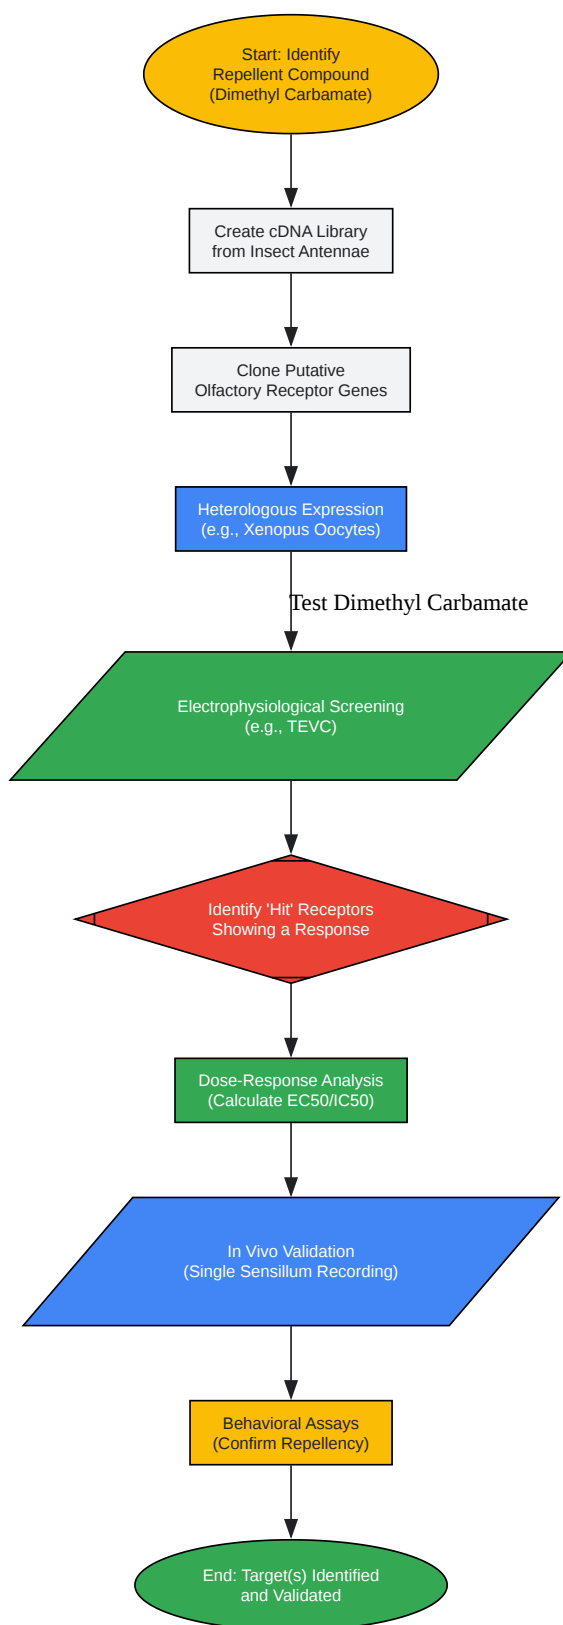 Start: Identify
Repellent Compound
(Dimethyl Carbamate)
Create cDNA Library
from Insect Antennae
Clone Putative
Olfactory Receptor Genes
Heterologous Expression
(e.g., Xenopus Oocytes)
Test Dimethyl Carbamate
Electrophysiological Screening
(e.g., TEVC)
Identify 'Hit' Receptors
Showing a Response
Dose-Response Analysis
(Calculate EC50/IC50)
In Vivo Validation
(Single Sensillum Recording)
Behavioral Assays
(Confirm Repellency)
End: Target(s) Identified
and Validated